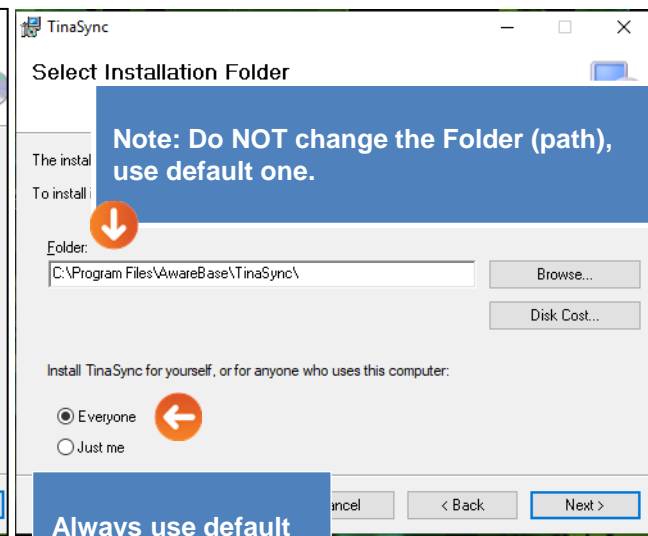 TinaSync
Select Installation Folder
Note: Do NOT change the Folder (path),
use default one.
The instal
To install i
Folder:
C:\Program Files\AwareBase\TinaSync\
Browse...
Disk Cost...
Install TinaSync for yourself, or for anyone who uses this computer:
Everyone
Just me
Always use default
ancel
< Back
Next >